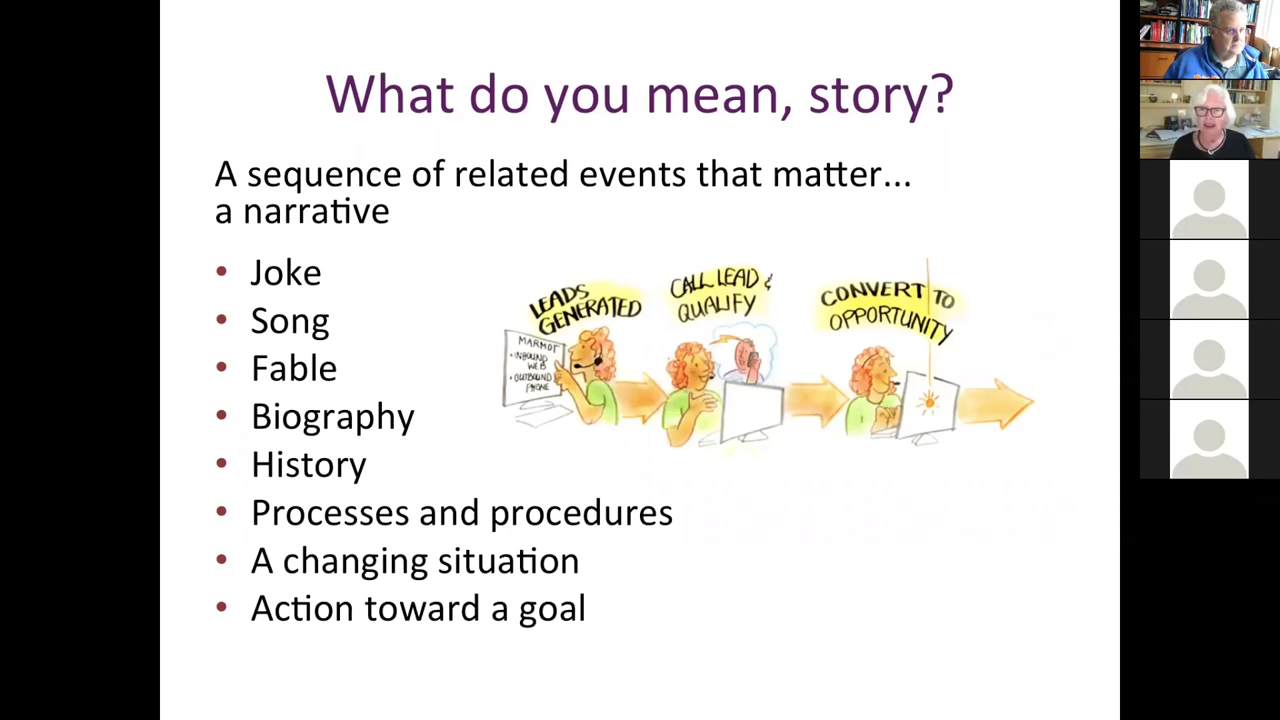 What do you mean, story?
A sequence of related events that matter...
a narrative
• Joke
• Song
• Fable
• Biography
• History
• Processes and procedures
• A changing situation
• Action toward a goal
LEADS
GENERATED
MARMOT
• INBOUND
WEB
• OUTBOUND
PHONE
CALL LEAD &
QUALIFY
CONVERT TO
OPPORTUNITY